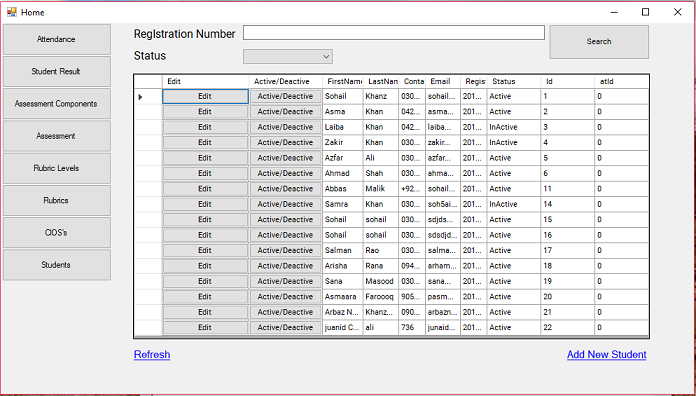 Home
Attendance
Student Result
Assessment Components
Assessment
Rubric Levels
Rubrics
ClOS's
Students
Registration Number
Search
Status
Edit Active/Deactive FirstName LastNam Conta Email Regist Status Id atId
Edit Active/Deactive Sohail Khanz 030... sohail... 201... Active 1 0
Edit Active/Deactive Asma Khan 042... asma... 201... Active 2 0
Edit Active/Deactive Laiba Khan 042... laiba... 201... InActive 3 0
Edit Active/Deactive Zakir Khan 030... zakir... 201... InActive 4 0
Edit Active/Deactive Azfar Ali 030... azfar... 201... Active 5 0
Edit Active/Deactive Ahmad Shah 030... ahma... 201... Active 6 0
Edit Active/Deactive Abbas Malik +92... sohail... 201... Active 11 0
Edit Active/Deactive Samra Khan 030... soh5ai... 201... InActive 14 0
Edit Active/Deactive Sohail sohail 030... sdjds... 201... Active 15 0
Edit Active/Deactive Sohail sohail 030... sdsdjd... 201... Active 16 0
Edit Active/Deactive Salman Rao 030... salma... 201... Active 17 0
Edit Active/Deactive Arisha Rana 094... arham... 201... Active 18 0
Edit Active/Deactive Sana Masood 030... sana... 201... Active 19 0
Edit Active/Deactive Asmaara Faroooq 905... pasm... 201... Active 20 0
Edit Active/Deactive Arbaz N... Khanz... 090... arbazn... 201... Active 21 0
Edit Active/Deactive juanid C... ali 736 junaid... 201... Active 22 0
Refresh
Add New Student